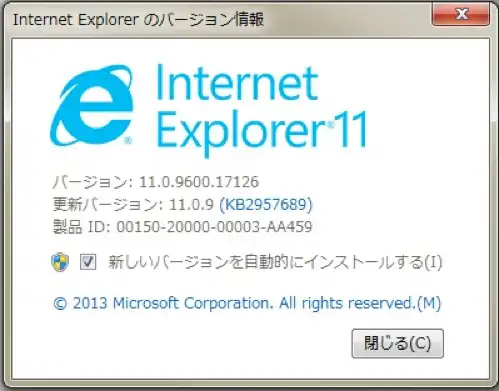 Internet Explorer のバージョン情報
Internet
Explorer®11
バージョン: 11.0.9600.17126
更新バージョン: 11.0.9 (KB2957689)
製品 ID: 00150-20000-00003-AA459
新しいバージョンを自動的にインストールする(I)
© 2013 Microsoft Corporation. All rights reserved.(M)
閉じる(C)